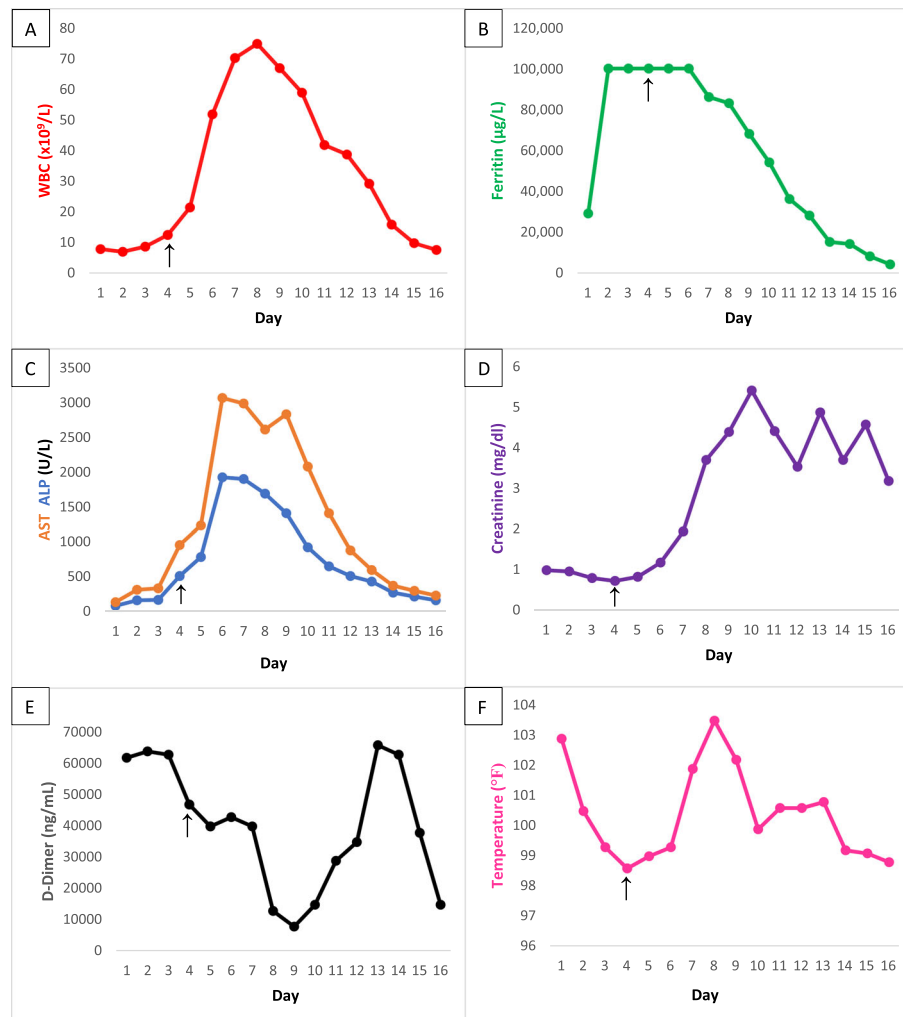 A
WBC (x10⁹/L)
80
70
60
50
40
30
20
10
0
1 2 3 4 5 6 7 8 9 10 11 12 13 14 15 16
Day
B
Ferritin (µg/L)
120,000
100,000
80,000
60,000
40,000
20,000
0
1 2 3 4 5 6 7 8 9 10 11 12 13 14 15 16
Day
C
AST ALP (U/L)
3500
3000
2500
2000
1500
1000
500
0
1 2 3 4 5 6 7 8 9 10 11 12 13 14 15 16
Day
D
Creatinine (mg/dl)
6
5
4
3
2
1
0
1 2 3 4 5 6 7 8 9 10 11 12 13 14 15 16
Day
E
D-Dimer (ng/mL)
70000
60000
50000
40000
30000
20000
10000
0
1 2 3 4 5 6 7 8 9 10 11 12 13 14 15 16
Day
F
Temperature (°F)
104
103
102
101
100
99
98
97
96
1 2 3 4 5 6 7 8 9 10 11 12 13 14 15 16
Day